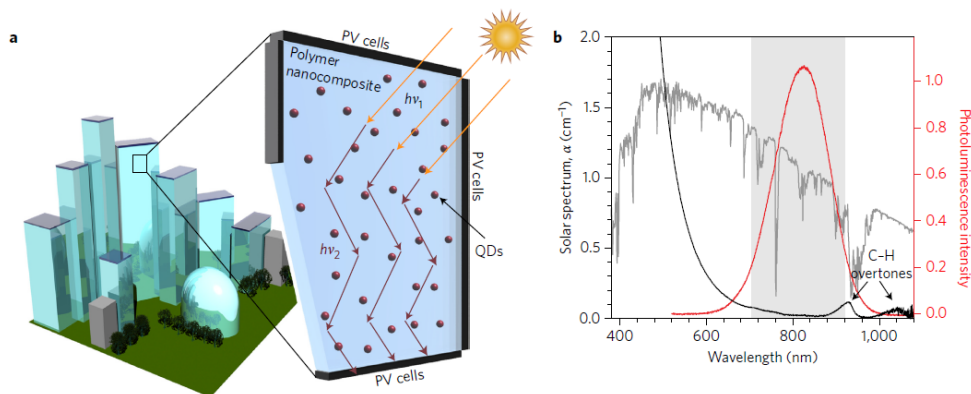 a
PV cells
Polymer
nanocomposite
hν1
PV cells
hν2
QDs
PV cells
b
Solar spectrum, α (cm⁻¹)
2.0
1.5
1.0
0.5
0.0
C–H
overtones
400
600
800
1,000
Wavelength (nm)
1.0
0.8
0.6
0.4
0.2
0.0
Photoluminescence intensity